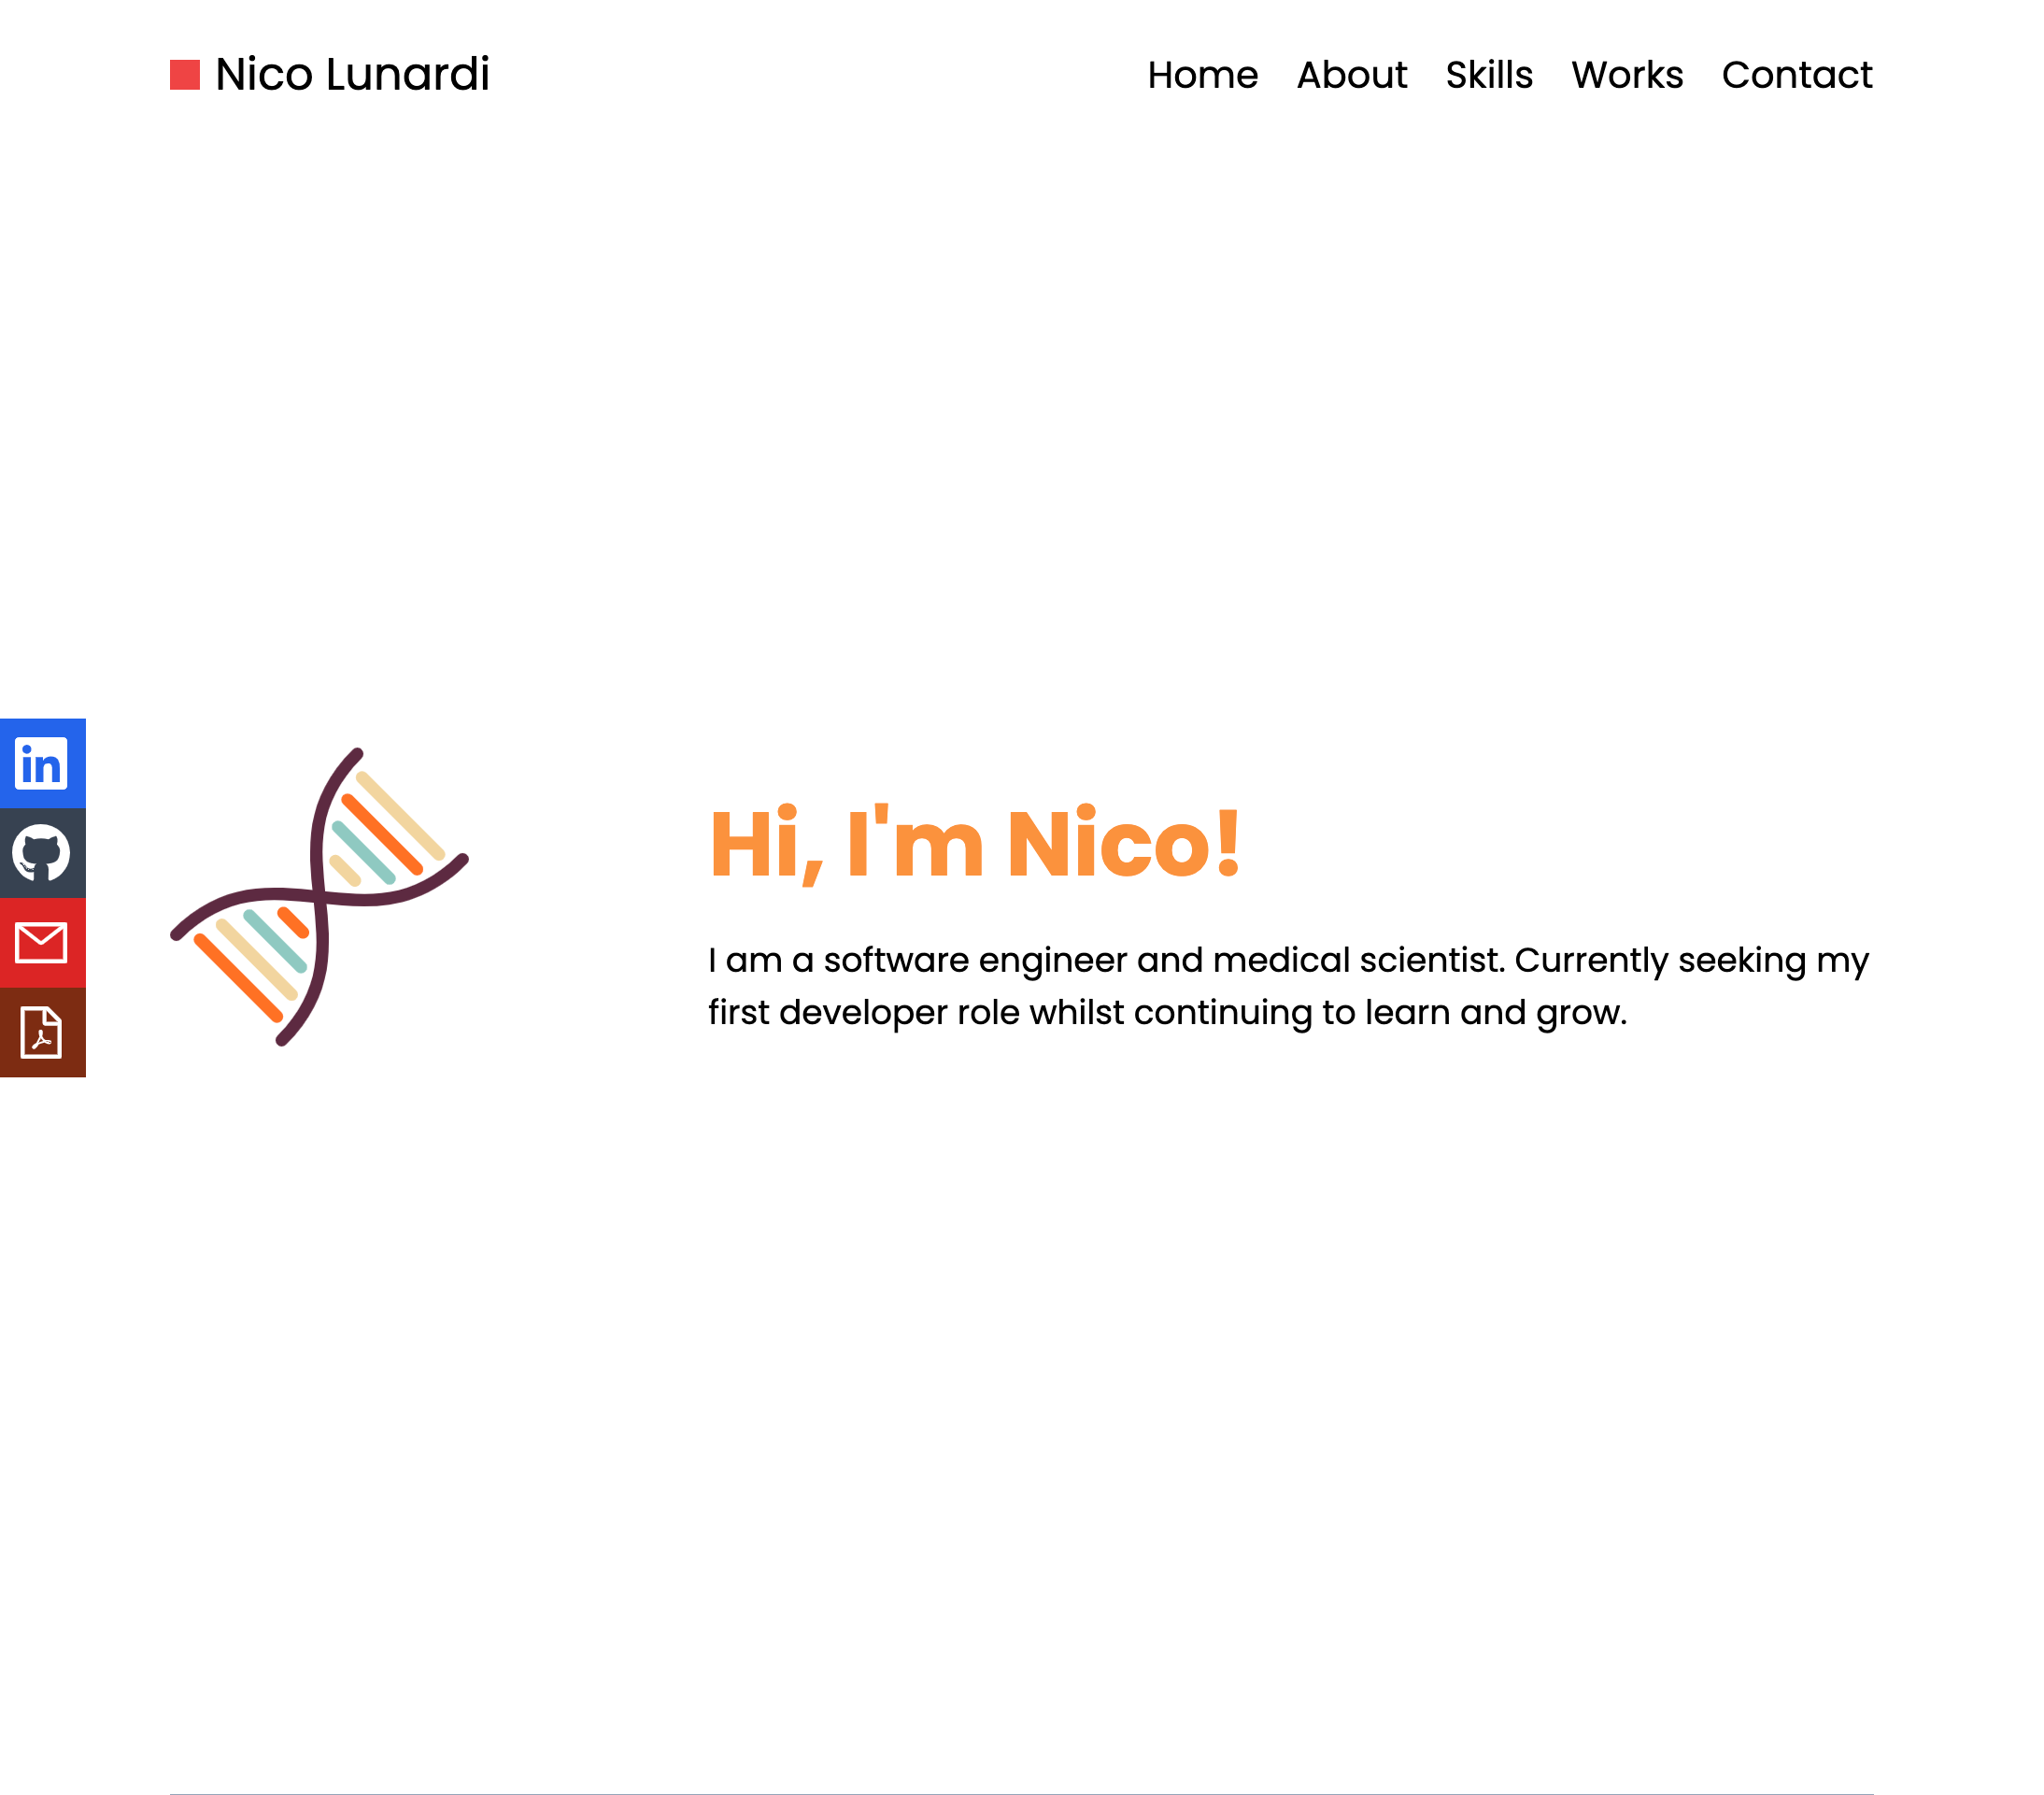 Nico Lunardi
Home About Skills Works Contact
in
Hi, I'm Nico!
I am a software engineer and medical scientist. Currently seeking my
first developer role whilst continuing to learn and grow.